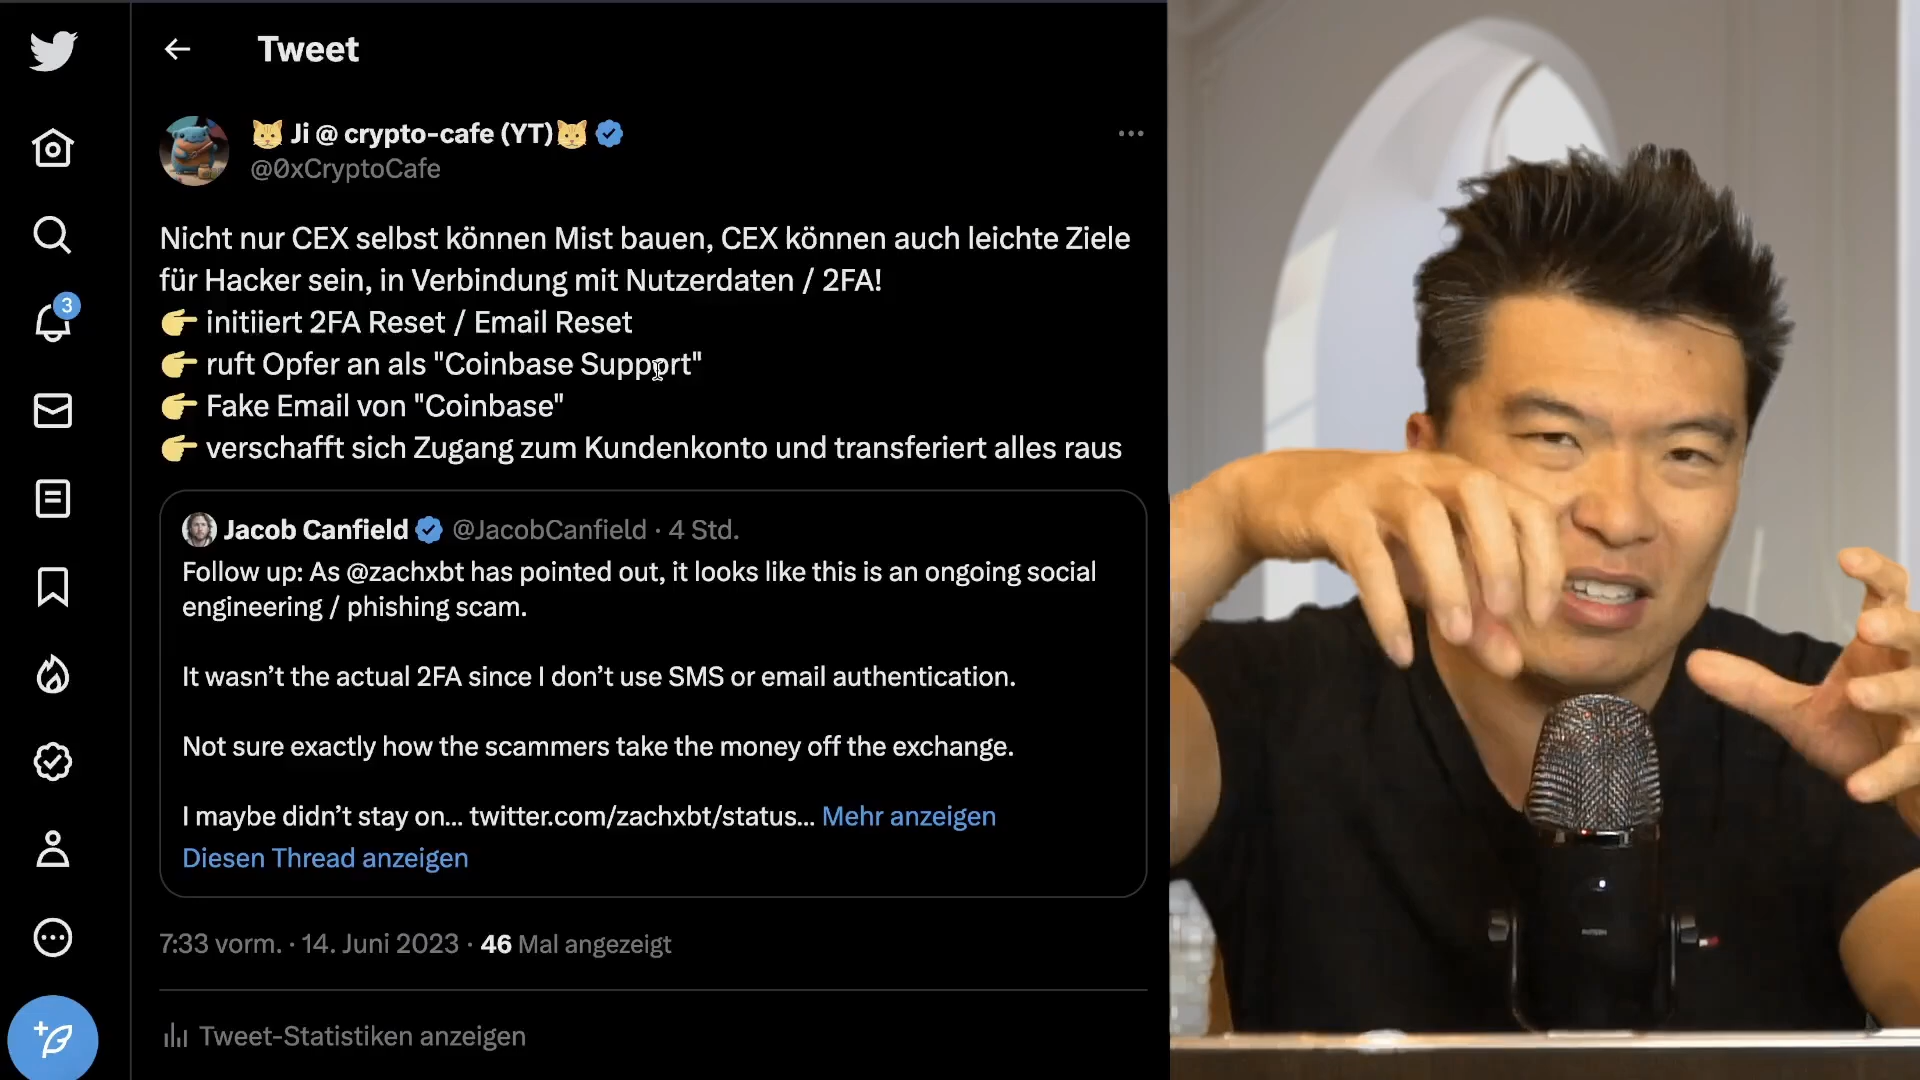 Tweet
Ji @ crypto-cafe (YT)
@0xCryptoCafe
Nicht nur CEX selbst können Mist bauen, CEX können auch leichte Ziele
für Hacker sein, in Verbindung mit Nutzerdaten / 2FA!
👉 initiiert 2FA Reset / Email Reset
👉 ruft Opfer an als "Coinbase Support"
👉 Fake Email von "Coinbase"
👉 verschafft sich Zugang zum Kundenkonto und transferiert alles raus
Jacob Canfield @JacobCanfield · 4 Std.
Follow up: As @zachxbt has pointed out, it looks like this is an ongoing social
engineering / phishing scam.
It wasn’t the actual 2FA since I don’t use SMS or email authentication.
Not sure exactly how the scammers take the money off the exchange.
I maybe didn’t stay on... twitter.com/zachxbt/status... Mehr anzeigen
Diesen Thread anzeigen
7:33 vorm. · 14. Juni 2023 · 46 Mal angezeigt
Tweet-Statistiken anzeigen
3